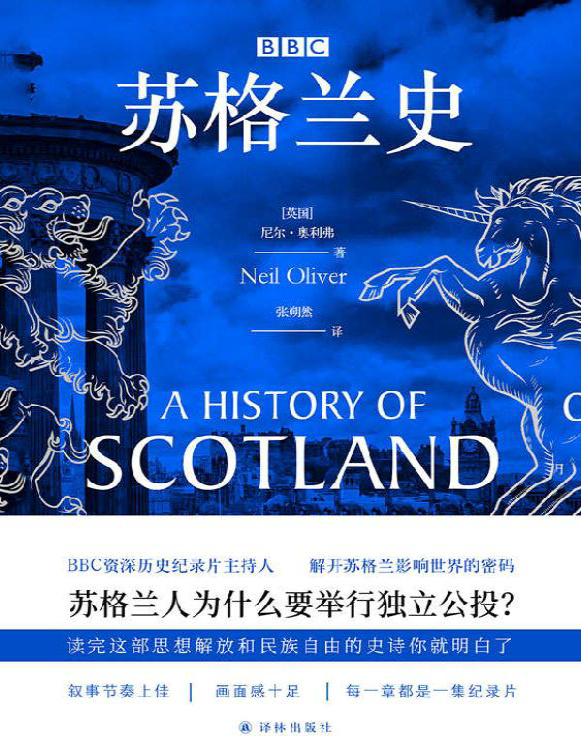 BBC
苏格兰史
[英国]
尼尔·奥利弗
著
Neil Oliver
张朔然
译
A HISTORY OF
SCOTLAND
BBC资深历史纪录片主持人 解开苏格兰影响世界的密码
苏格兰人为什么要举行独立公投?
读完这部思想解放和民族自由的史诗你就明白了
叙事节奏上佳 | 画面感十足 | 每一章都是一集纪录片
译林出版社